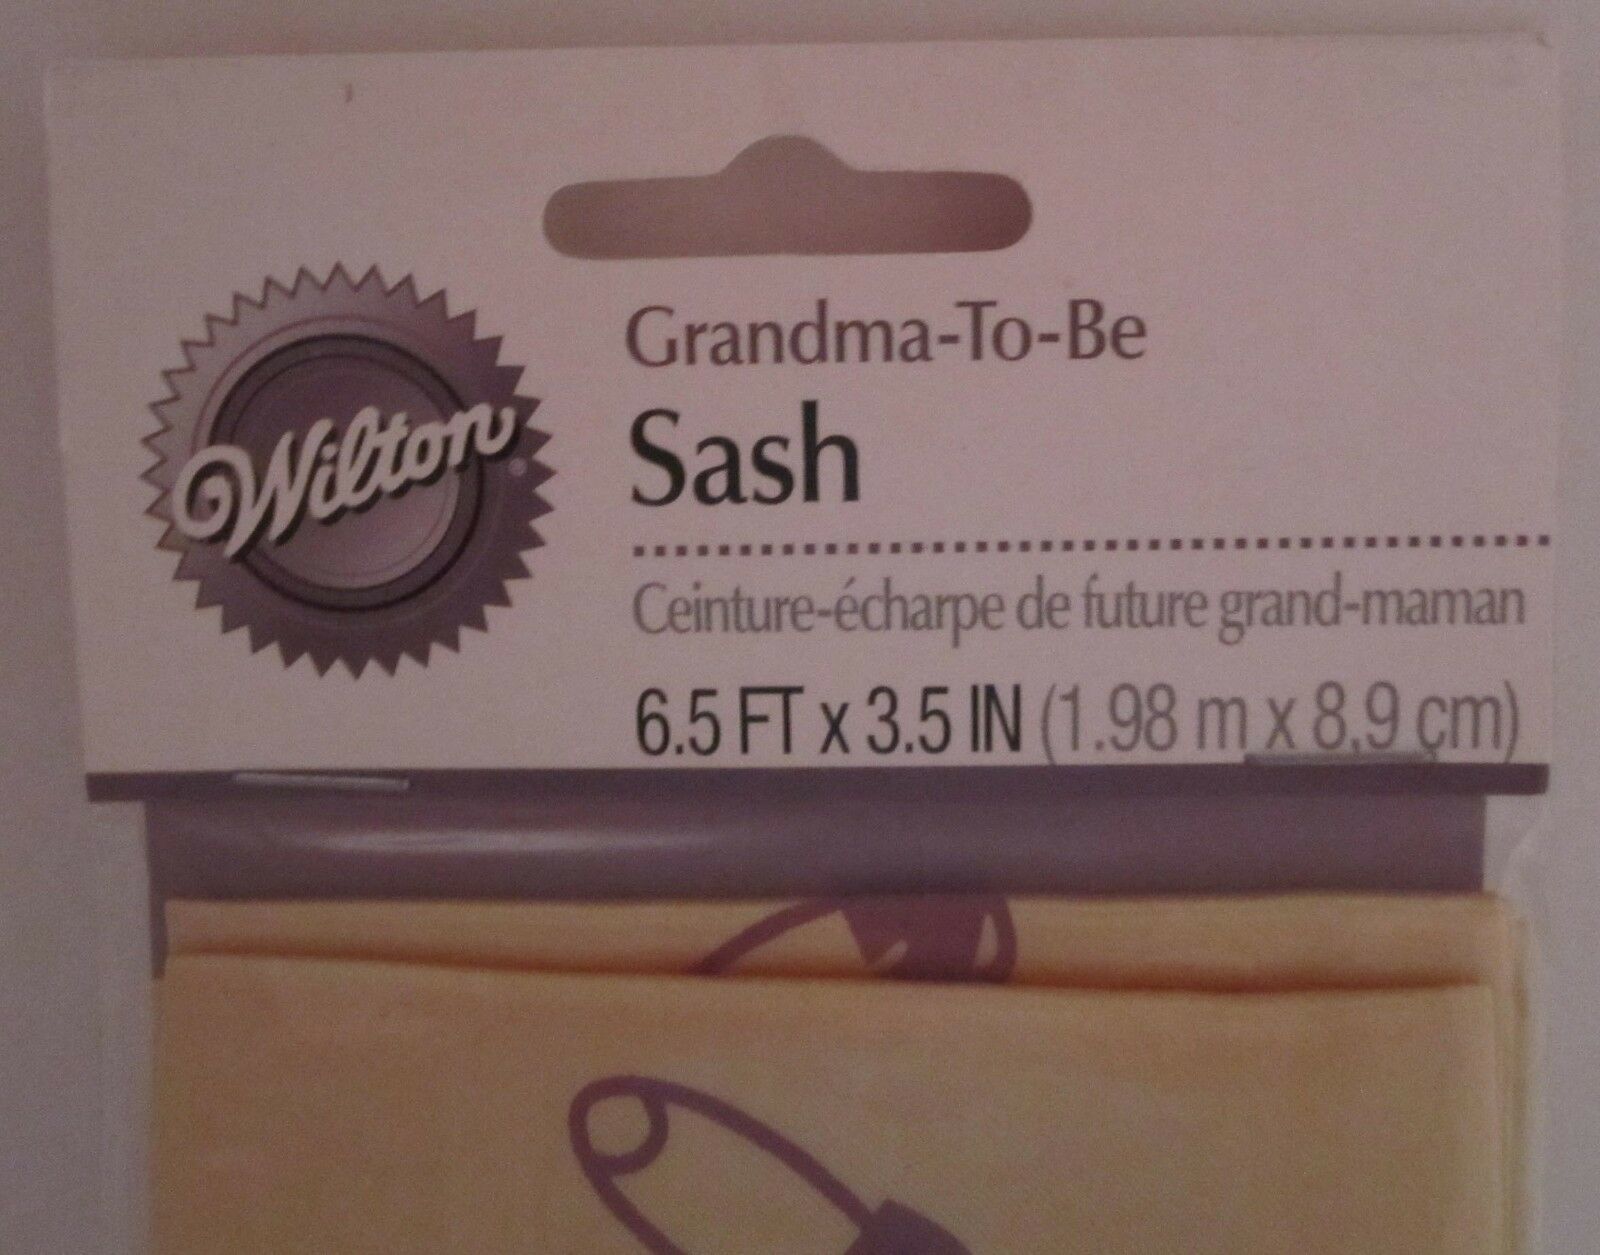 Wilton
Grandma-To-Be
Sash
Ceinture-écharpe de future grand-maman
6.5 FT x 3.5 IN (1.98 m x 8.9 cm)